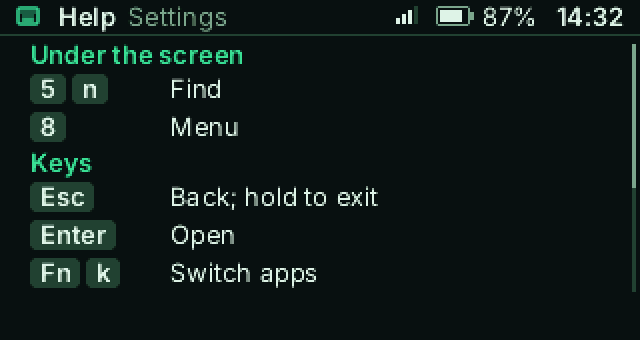 Help Settings 87% 14:32
Under the screen
5 n Find
8 Menu
Keys
Esc Back; hold to exit
Enter Open
Fn k Switch apps